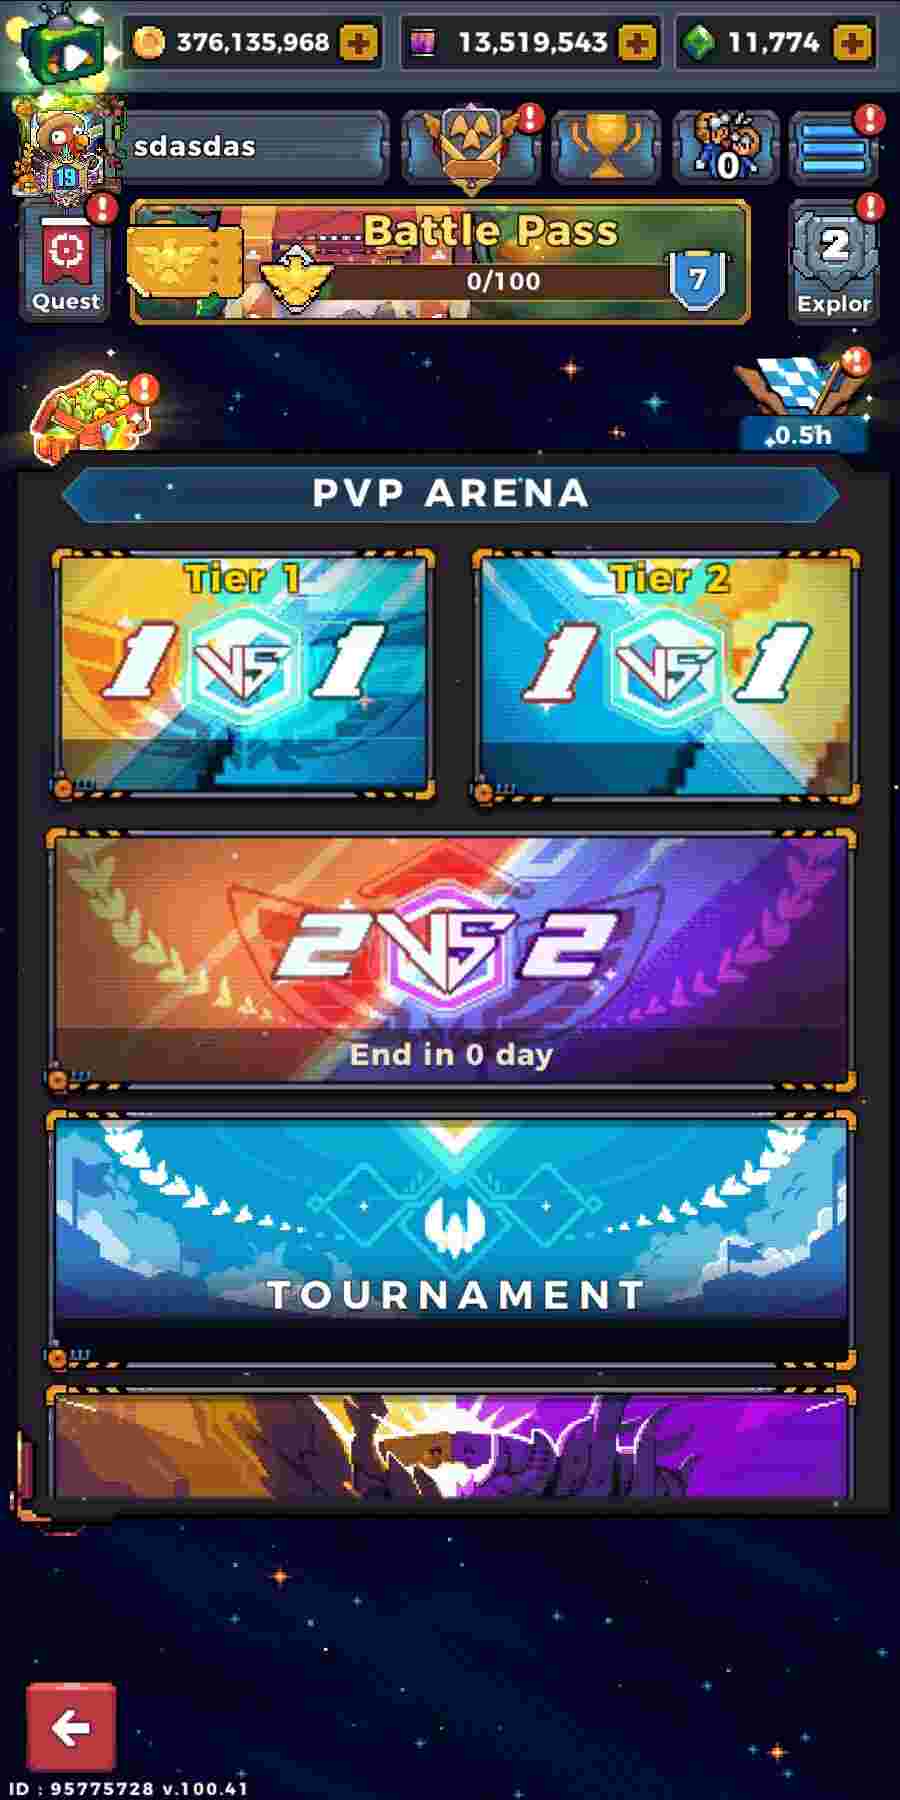 376,135,968
13,519,543
11,774
19
sdasdas
0
Quest
Battle Pass
0/100
7
2
Explor
0.5h
PVP ARENA
Tier 1
1 VS 1
Tier 2
1 VS 1
2 VS 2
End in 0 day
TOURNAMENT
ID : 95775728 v.100.41